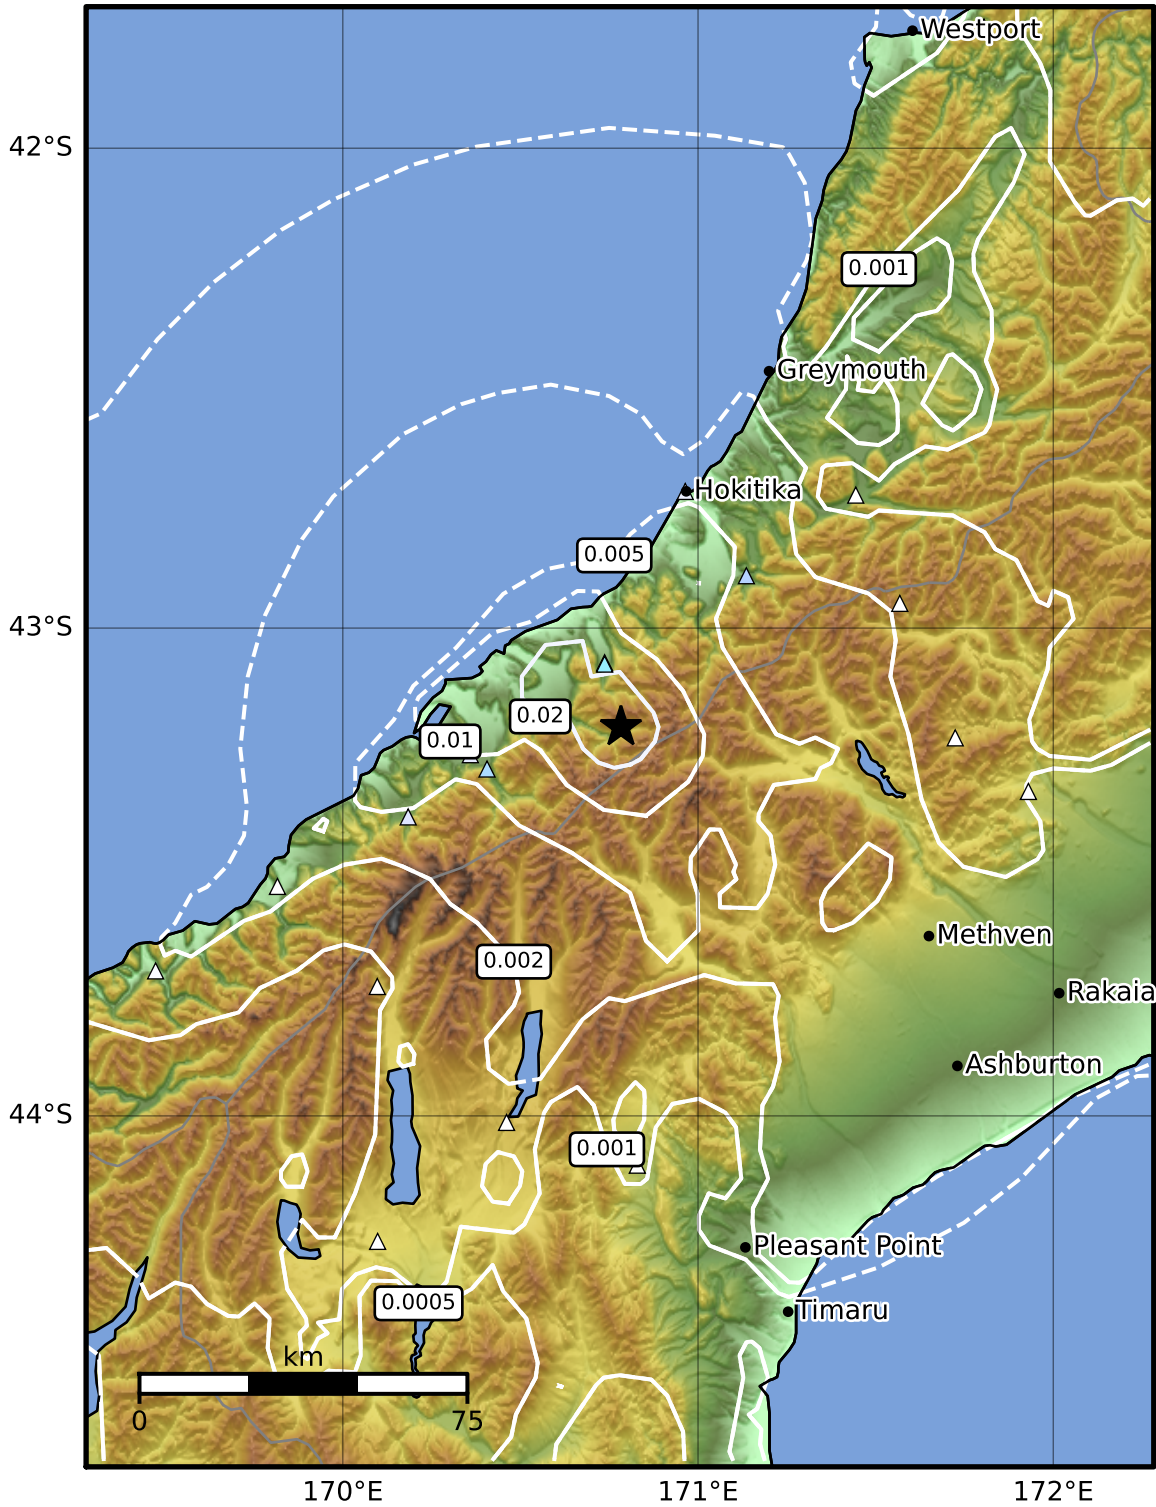 Westport
42°S
0.001
Greymouth
Hokitika
0.005
43°S
0.02
0.01
Methven
0.002
Rakaia
Ashburton
44°S
0.001
Pleasant Point
0.0005
Timaru
km
0 75
170°E 171°E 172°E